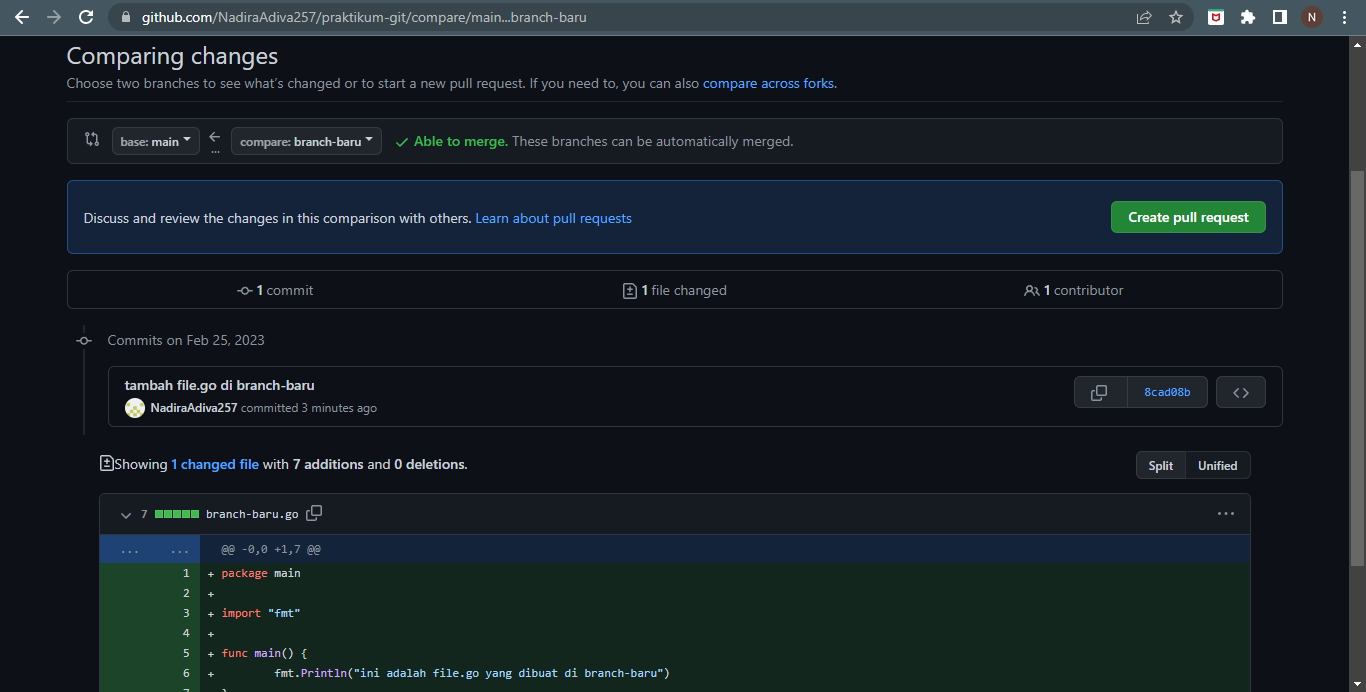 github.com/NadiraAdiva257/praktikum-git/compare/main...branch-baru
N
Comparing changes
Choose two branches to see what's changed or to start a new pull request. If you need to, you can also compare across forks.
base: main
...
compare: branch-baru
Able to merge. These branches can be automatically merged.
Discuss and review the changes in this comparison with others. Learn about pull requests
Create pull request
1 commit
1 file changed
1 contributor
Commits on Feb 25, 2023
tambah file.go di branch-baru
8cad08b
NadiraAdiva257 committed 3 minutes ago
Showing 1 changed file with 7 additions and 0 deletions.
Split Unified
7 branch-baru.go
... ... @@ -0,0 +1,7 @@
1 + package main
2 +
3 + import "fmt"
4 +
5 + func main() {
6 + fmt.Println("ini adalah file.go yang dibuat di branch-baru")